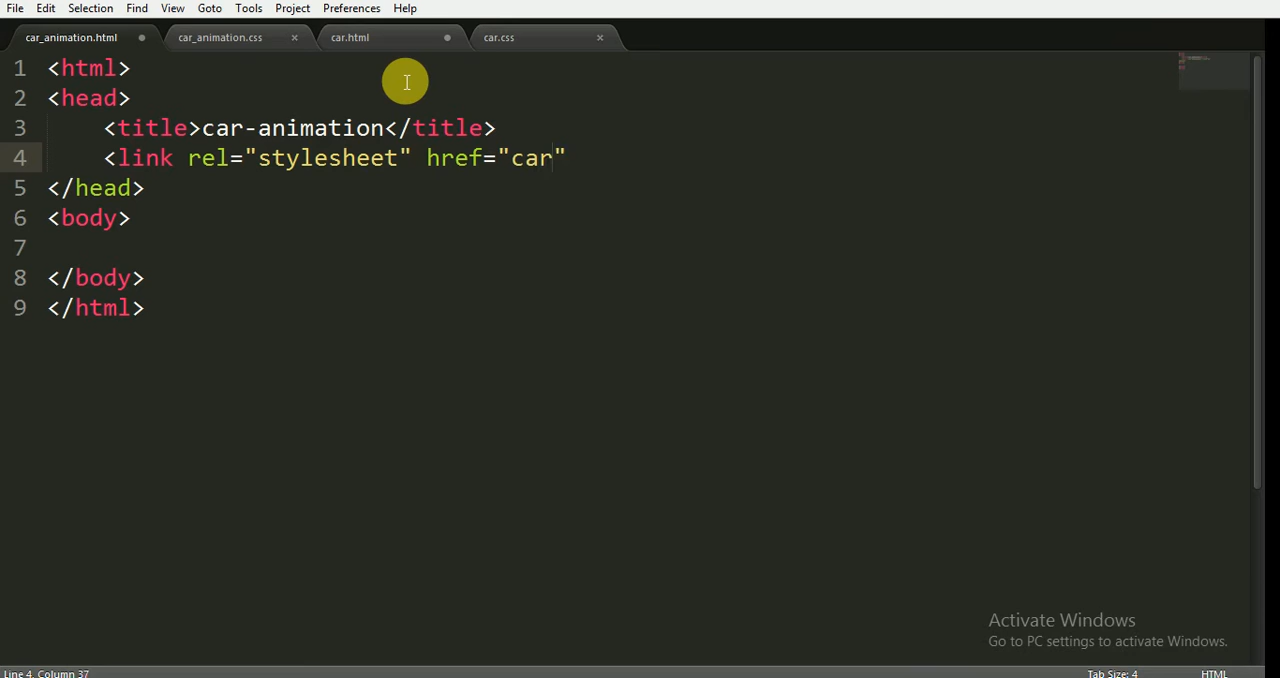 File Edit Selection Find View Goto Tools Project Preferences Help
car_animation.html car_animation.css car.html car.css
1 <html>
2 <head>
3 <title>car-animation</title>
4 <link rel="stylesheet" href="car"
5 </head>
6 <body>
7
8 </body>
9 </html>
Activate Windows
Go to PC settings to activate Windows.
Line 4, Column 37 Tab Size: 4 HTML